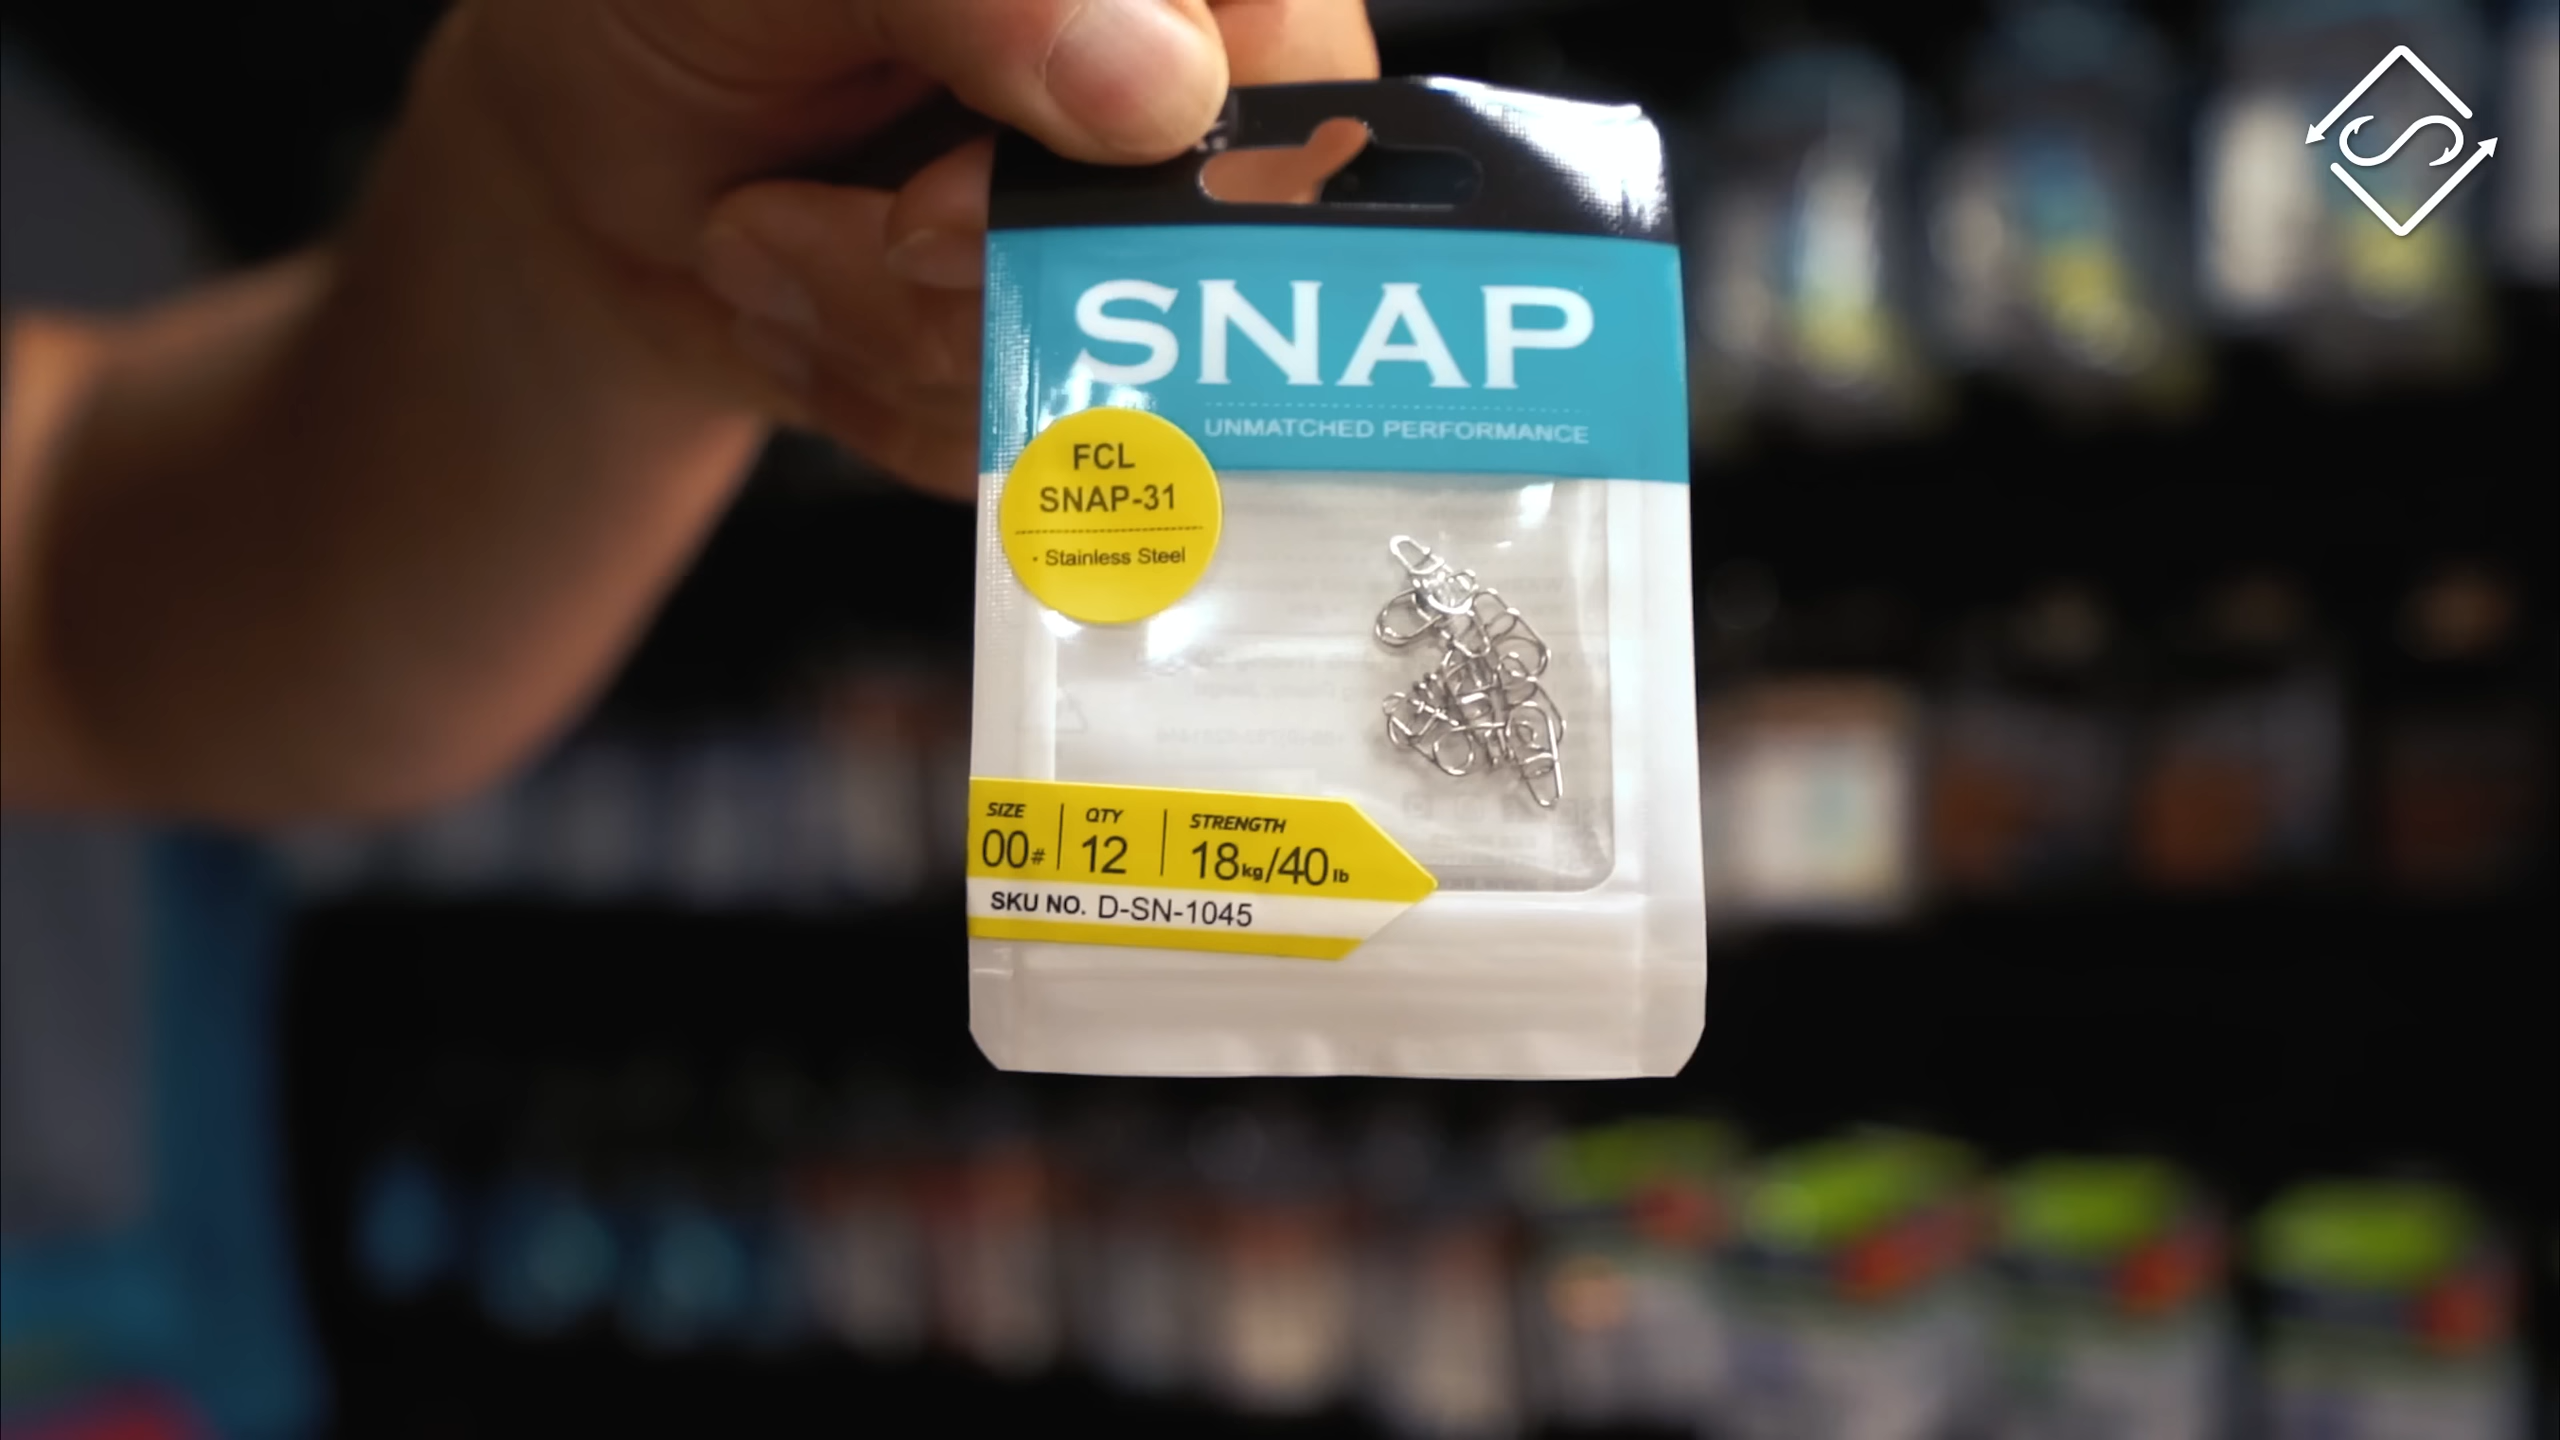 SNAP
UNMATCHED PERFORMANCE
FCL
SNAP-31
· Stainless Steel
SIZE QTY STRENGTH
00# 12 18kg/40lb
SKU NO. D-SN-1045